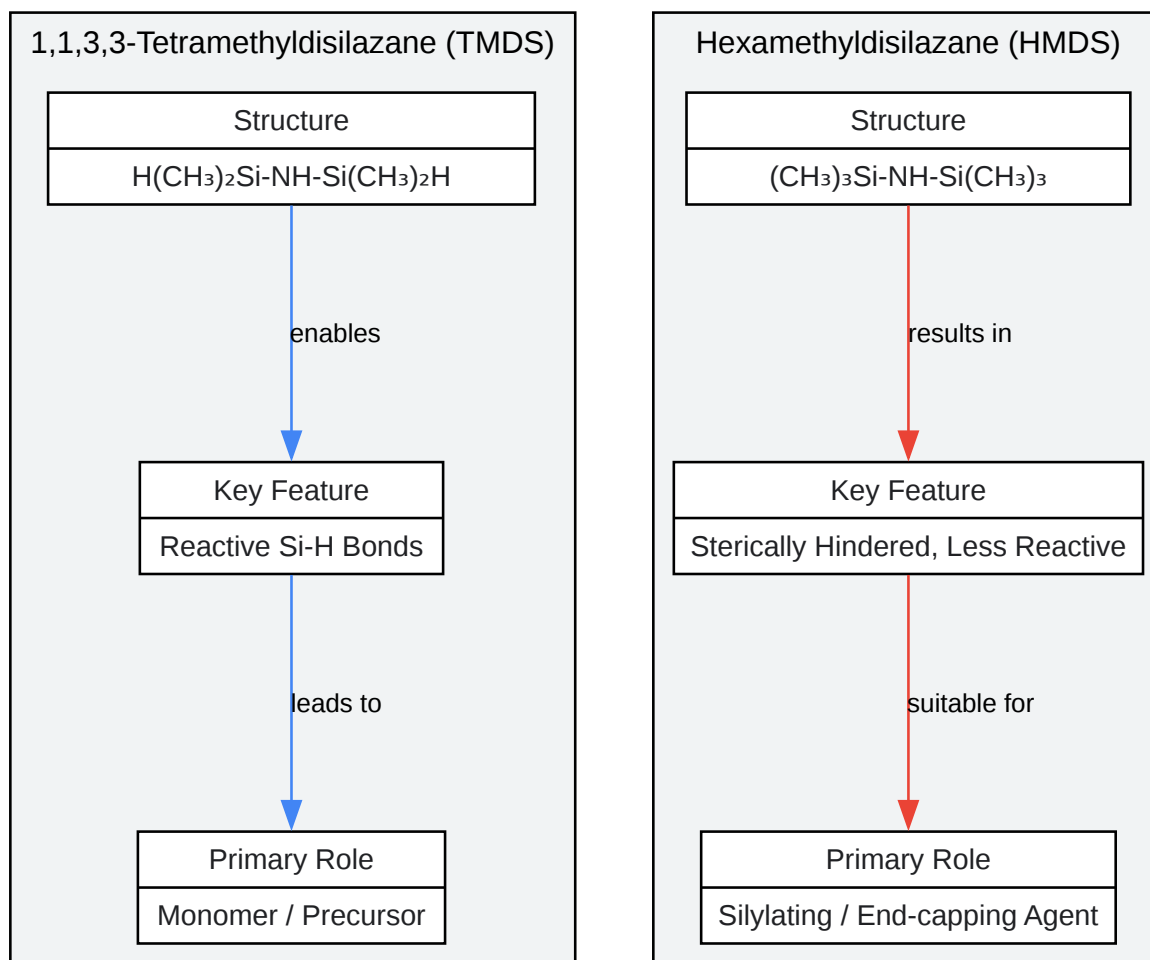 1,1,3,3-Tetramethyldisilazane (TMDS)
Structure
H(CH₃)₂Si-NH-Si(CH₃)₂H
enables
Key Feature
Reactive Si-H Bonds
leads to
Primary Role
Monomer / Precursor
Hexamethyldisilazane (HMDS)
Structure
(CH₃)₃Si-NH-Si(CH₃)₃
results in
Key Feature
Sterically Hindered, Less Reactive
suitable for
Primary Role
Silylating / End-capping Agent